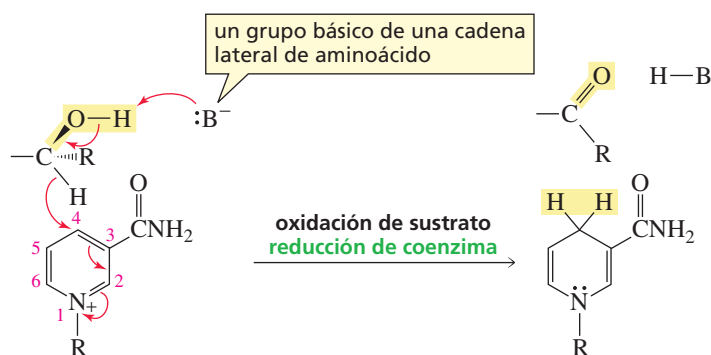 un grupo básico de una cadena
lateral de aminoácido
O—H
:B⁻
—C
R
H
O
CNH₂
4
3
5
6
2
1
N+
R
oxidación de sustrato
reducción de coenzima
O
H—B
C
R
H H
O
CNH₂
N
R